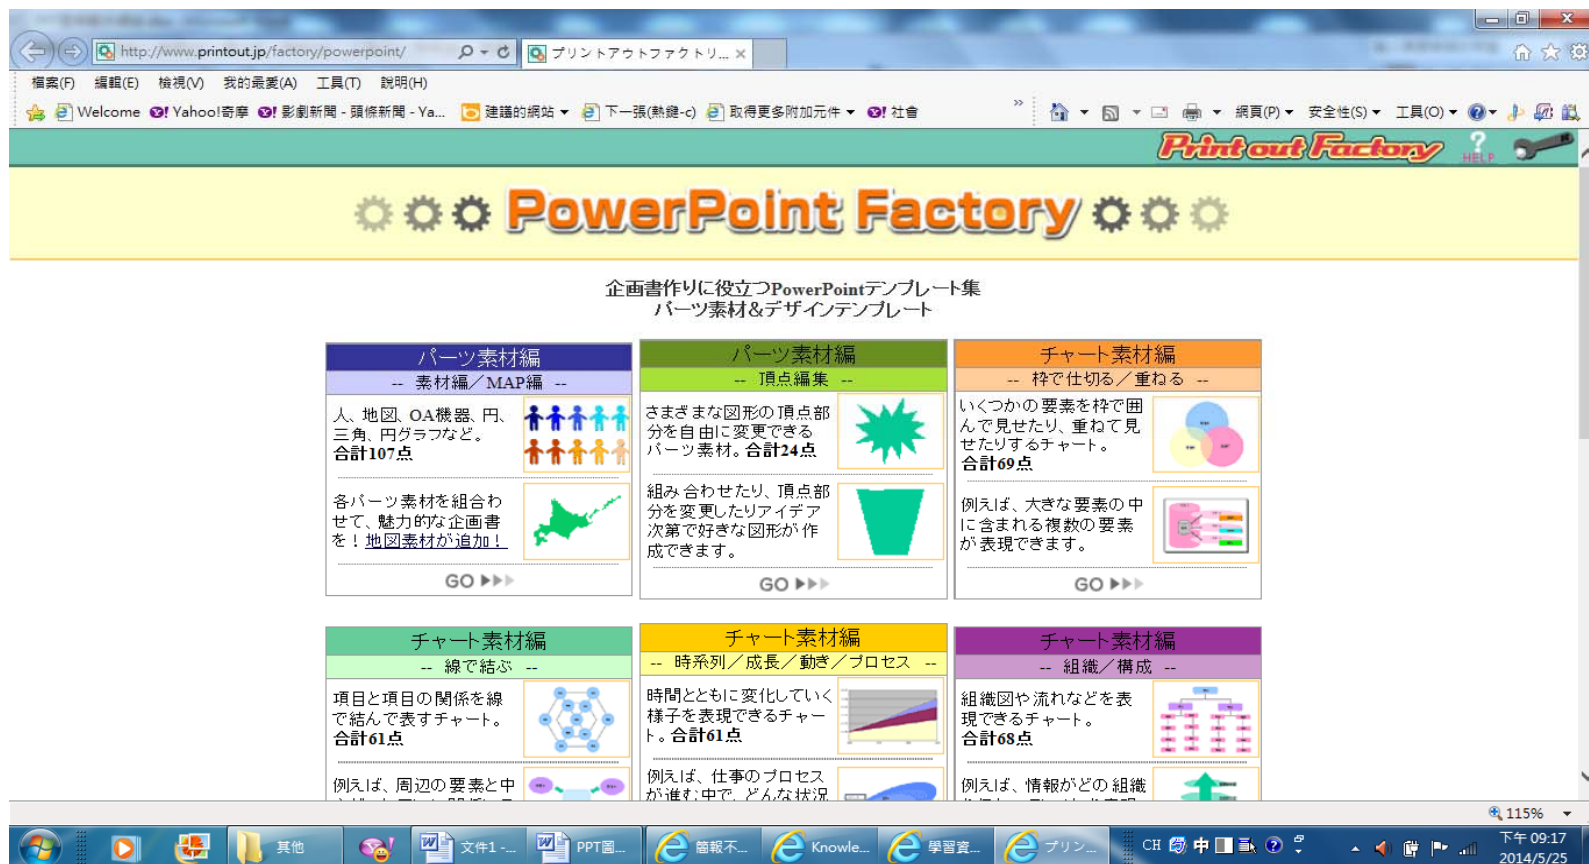 http://www.printout.jp/factory/powerpoint/
プリントアウトファクトリ...
檔案(F) 編輯(E) 檢視(V) 我的最愛(A) 工具(T) 說明(H)
Welcome Yahoo!奇摩 影劇新聞 - 頭條新聞 - Ya... 建議的網站 下一張(熱鍵-c) 取得更多附加元件 社會 » 網頁(P) 安全性(S) 工具(O)
Print out Factory HELP
PowerPoint Factory
企画書作りに役立つPowerPointテンプレート集
パーツ素材&デザインテンプレート
パーツ素材編
-- 素材編／MAP編 --
人、地図、OA機器、円、
三角、円グラフなど。
合計107点
各パーツ素材を組合わ
せて、魅力的な企画書
を！地図素材が追加！
GO
パーツ素材編
-- 頂点編集 --
さまざまな図形の頂点部
分を自由に変更できる
パーツ素材。合計24点
組み合わせたり、頂点部
分を変更したりアイデア
次第で好きな図形が作
成できます。
GO
チャート素材編
-- 枠で仕切る／重ねる --
いくつかの要素を枠で囲
んで見せたり、重ねて見
せたりするチャート。
合計69点
例えば、大きな要素の中
に含まれる複数の要素
が表現できます。
GO
チャート素材編
-- 線で結ぶ --
項目と項目の関係を線
で結んで表すチャート。
合計61点
例えば、周辺の要素と中
チャート素材編
-- 時系列／成長／動き／プロセス --
時間とともに変化していく
様子を表現できるチャー
ト。合計61点
例えば、仕事のプロセス
が進む中で、どんな状況
チャート素材編
-- 組織／構成 --
組織図や流れなどを表
現できるチャート。
合計68点
例えば、情報がどの組織
115%
其他 文件1 -... PPT圖... 簡報不... Knowle... 學習資... プリン... CH 中 下午 09:17
2014/5/25